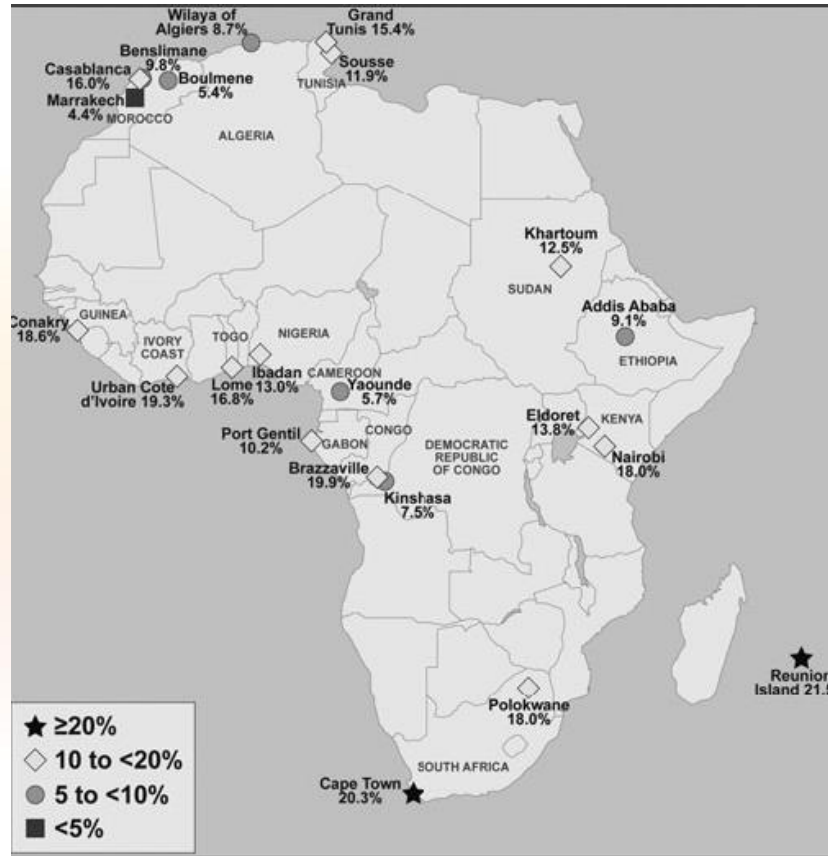 Wilaya of
Algiers 8.7%
Grand
Tunis 15.4%
Benslimane
9.8%
Casablanca
16.0%
Boulmene
5.4%
Sousse
11.9%
TUNISIA
Marrakech
4.4%
MOROCCO
ALGERIA
Khartoum
12.5%
SUDAN
Addis Ababa
9.1%
ETHIOPIA
Conakry
18.6%
GUINEA
IVORY
COAST
TOGO
NIGERIA
Urban Cote
d'Ivoire 19.3%
Lome
16.8%
Ibadan
13.0%
CAMEROON
Yaounde
5.7%
Eldoret
13.8%
KENYA
Nairobi
18.0%
Port Gentil
10.2%
GABON
CONGO
DEMOCRATIC
REPUBLIC
OF CONGO
Brazzaville
19.9%
Kinshasa
7.5%
Reunion
Island 21.5
Polokwane
18.0%
SOUTH AFRICA
Cape Town
20.3%
≥20%
10 to <20%
5 to <10%
<5%